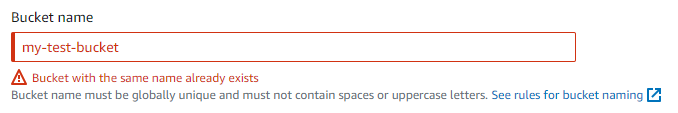 Bucket name
my-test-bucket
Bucket with the same name already exists
Bucket name must be globally unique and must not contain spaces or uppercase letters. See rules for bucket naming